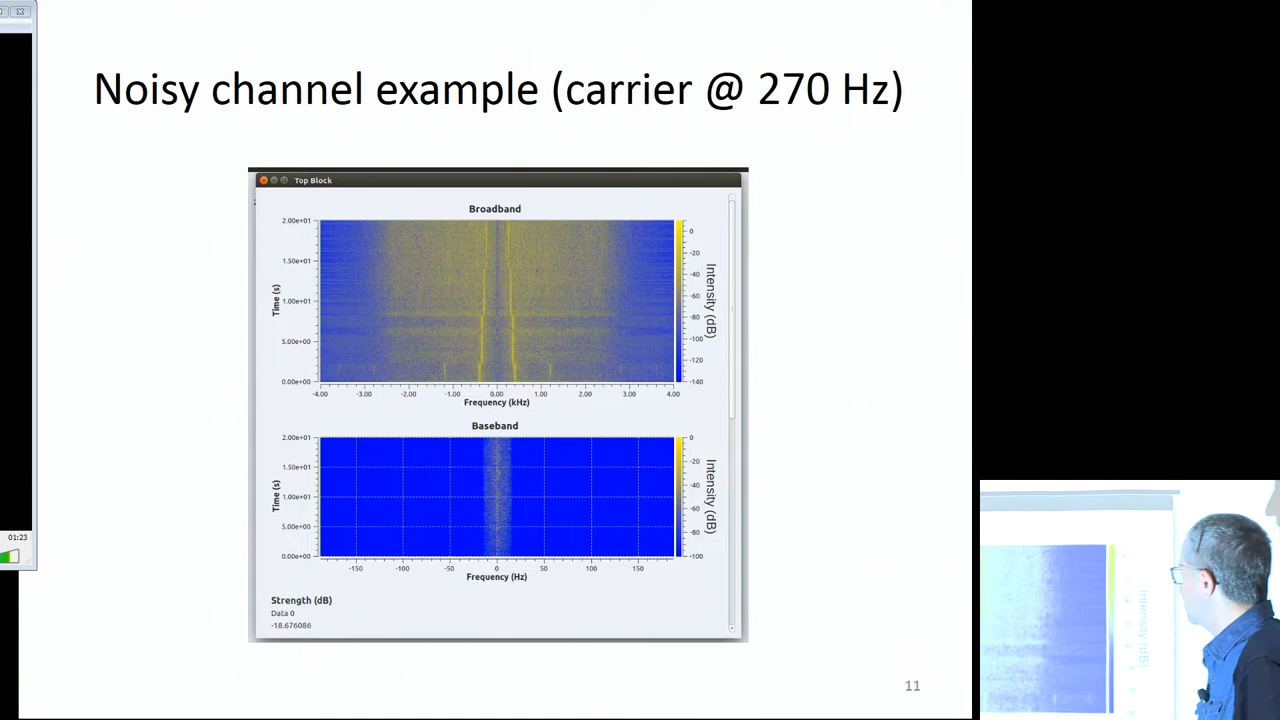 Noisy channel example (carrier @ 270 Hz)
Top Block
Broadband
2.00e+01
1.50e+01
1.00e+01
5.00e+00
0.00e+00
Time (s)
-4.00 -3.00 -2.00 -1.00 0.00 1.00 2.00 3.00 4.00
Frequency (kHz)
0
-20
-40
-60
-80
-100
-120
-140
Intensity (dB)
Baseband
2.00e+01
1.50e+01
1.00e+01
5.00e+00
0.00e+00
Time (s)
-150 -100 -50 0 50 100 150
Frequency (Hz)
0
-20
-40
-60
-80
-100
Intensity (dB)
Strength (dB)
Data 0
-18.676086
11
01:23
Intensity (dB)